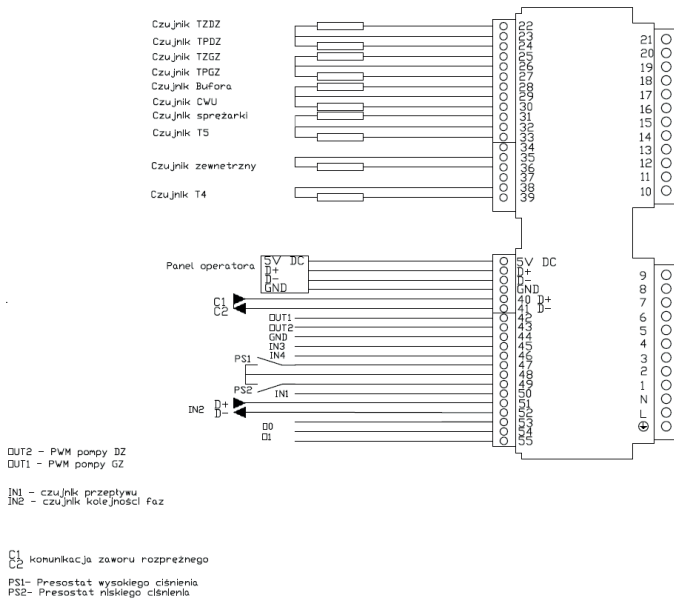 Czujnik TZDZ
Czujnik TPDZ
Czujnik TZGZ
Czujnik TPGZ
Czujnik Bufora
Czujnik CWU
Czujnik sprężarki
Czujnik T5
Czujnik zewnetrzny
Czujnik T4
22
23
24
25
26
27
28
29
30
31
32
33
34
35
36
37
38
39
21
20
19
18
17
16
15
14
13
12
11
10
Panel operatora
5V DC
D+
D-
GND
5V DC
D+
D-
GND
C1
C2
40 D+
41 D-
OUT1
42
OUT2
43
GND
44
IN3
45
IN4
46
PS1
47
48
PS2
49
IN1
50
IN2
D+
D-
51
52
53
O0
54
O1
55
9
8
7
6
5
4
3
2
1
N
L
OUT2 - PWM pompy DZ
OUT1 - PWM pompy GZ
IN1 - czujnik przepływu
IN2 - czujnik kolejności faz
C1
C2 komunikacja zaworu rozprężnego
PS1- Presostat wysokiego ciśnienia
PS2- Presostat niskiego ciśnienia